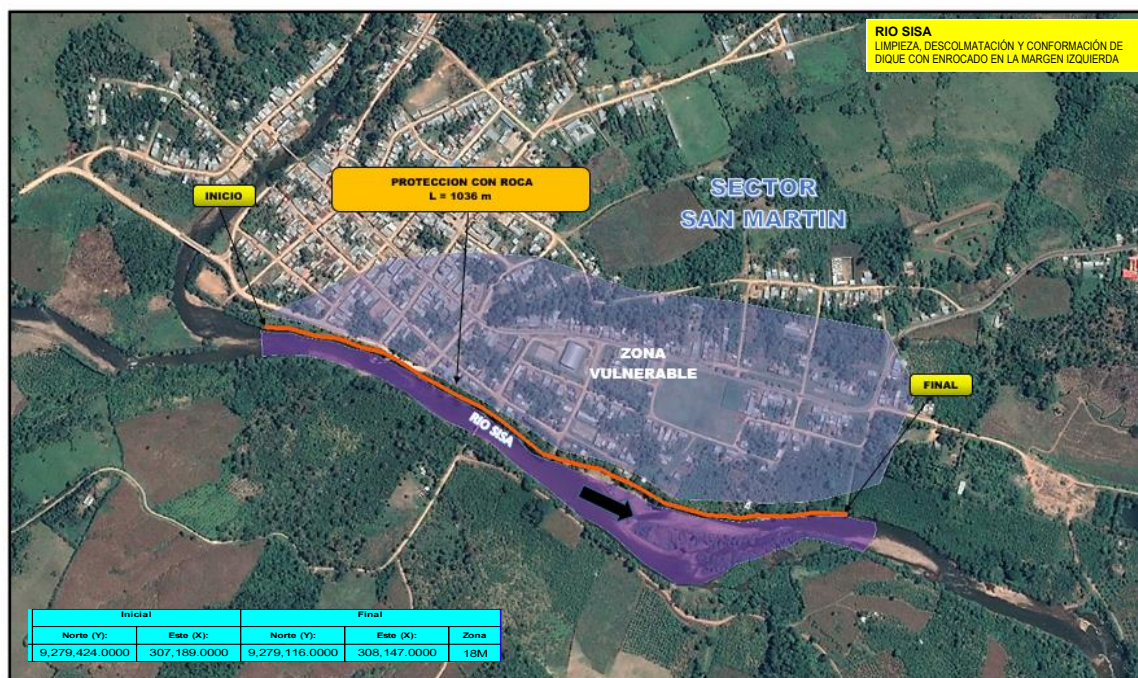 RIO SISA
LIMPIEZA, DESCOLMATACIÓN Y CONFORMACIÓN DE
DIQUE CON ENROCADO EN LA MARGEN IZQUIERDA
INICIO
PROTECCION CON ROCA
L = 1036 m
SECTOR
SAN MARTIN
ZONA
VULNERABLE
FINAL
RIO SISA
Inicial Final
Norte (Y): Este (X): Norte (Y): Este (X): Zona
9,279,424.0000 307,189.0000 9,279,116.0000 308,147.0000 18M